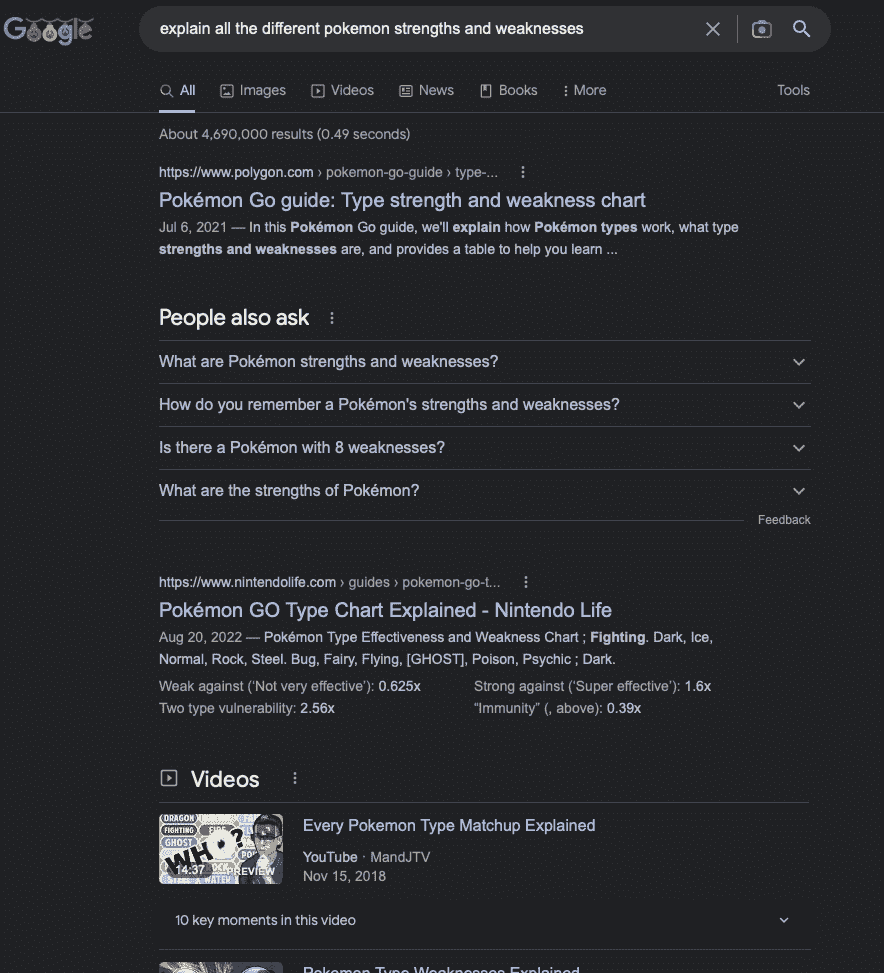 Google
explain all the different pokemon strengths and weaknesses
All Images Videos News Books More Tools
About 4,690,000 results (0.49 seconds)
https://www.polygon.com › pokemon-go-guide › type-...
Pokémon Go guide: Type strength and weakness chart
Jul 6, 2021 — In this Pokémon Go guide, we'll explain how Pokémon types work, what type
strengths and weaknesses are, and provides a table to help you learn ...
People also ask
What are Pokémon strengths and weaknesses?
How do you remember a Pokémon's strengths and weaknesses?
Is there a Pokémon with 8 weaknesses?
What are the strengths of Pokémon?
Feedback
https://www.nintendolife.com › guides › pokemon-go-t...
Pokémon GO Type Chart Explained - Nintendo Life
Aug 20, 2022 — Pokémon Type Effectiveness and Weakness Chart ; Fighting. Dark, Ice,
Normal, Rock, Steel. Bug, Fairy, Flying, [GHOST], Poison, Psychic ; Dark.
Weak against (‘Not very effective’): 0.625x Strong against (‘Super effective’): 1.6x
Two type vulnerability: 2.56x “Immunity” (, above): 0.39x
Videos
DRAGON
FIGHTING
GHOST
WHO?
14:37 PREVIEW
WATER
Every Pokemon Type Matchup Explained
YouTube · MandJTV
Nov 15, 2018
10 key moments in this video
Pokemon Type Weaknesses Explained